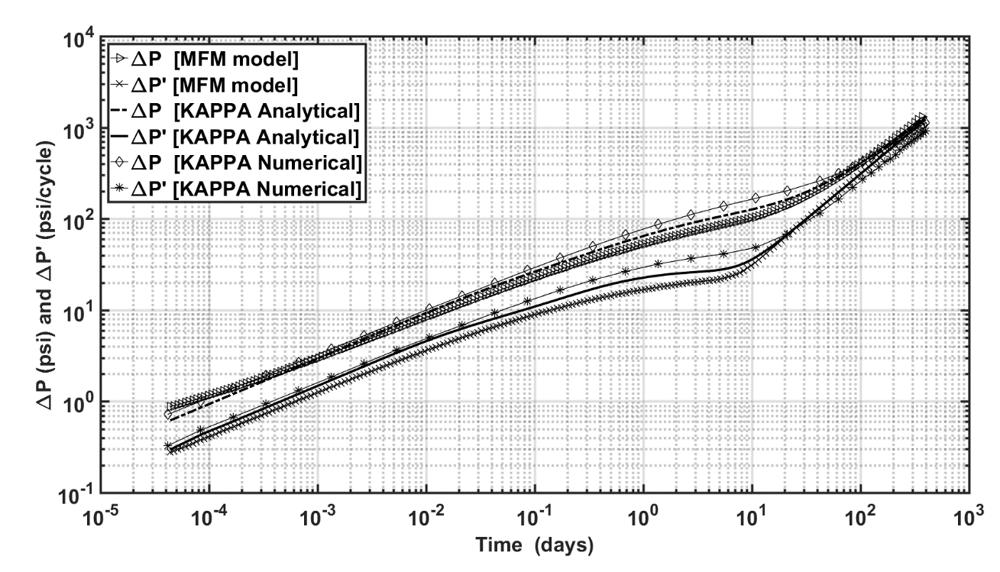 10^4
10^3
10^2
10^1
10^0
10^-1
ΔP (psi) and ΔP' (psi/cycle)
ΔP [MFM model]
ΔP' [MFM model]
ΔP [KAPPA Analytical]
ΔP' [KAPPA Analytical]
ΔP [KAPPA Numerical]
ΔP' [KAPPA Numerical]
10^-5 10^-4 10^-3 10^-2 10^-1 10^0 10^1 10^2 10^3
Time (days)